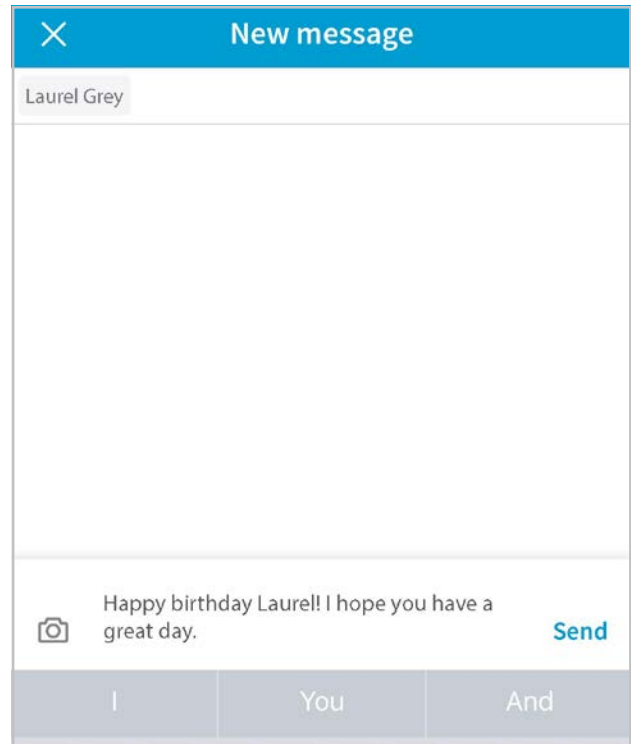 New message
Laurel Grey
Happy birthday Laurel! I hope you have a
great day.
Send
I You And